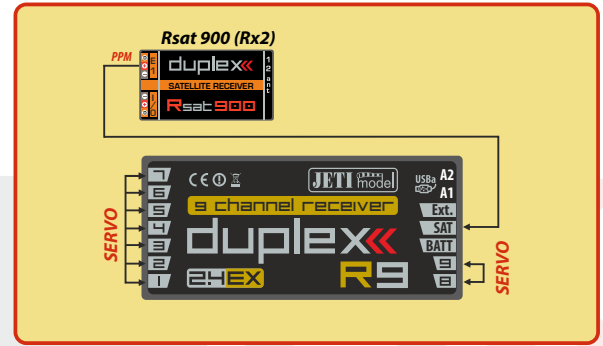 Rsat 900 (Rx2)
PPM
duplex
SATELLITE RECEIVER
Rsat900
1
2
ant
SERVO
7
6
5
4
3
2
1
CE
JETI model
9 channel receiver
duplex
2.4EX
R9
USBa
A2
A1
Ext.
SAT
BATT
9
8
SERVO